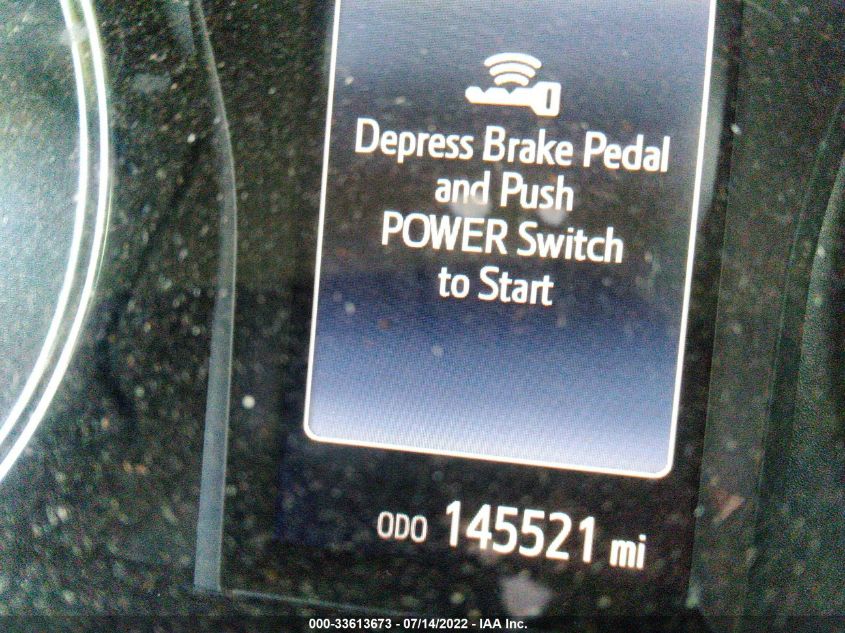 Depress Brake Pedal
and Push
POWER Switch
to Start
ODO 145521 mi
000-33613673 - 07/14/2022 - IAA Inc.